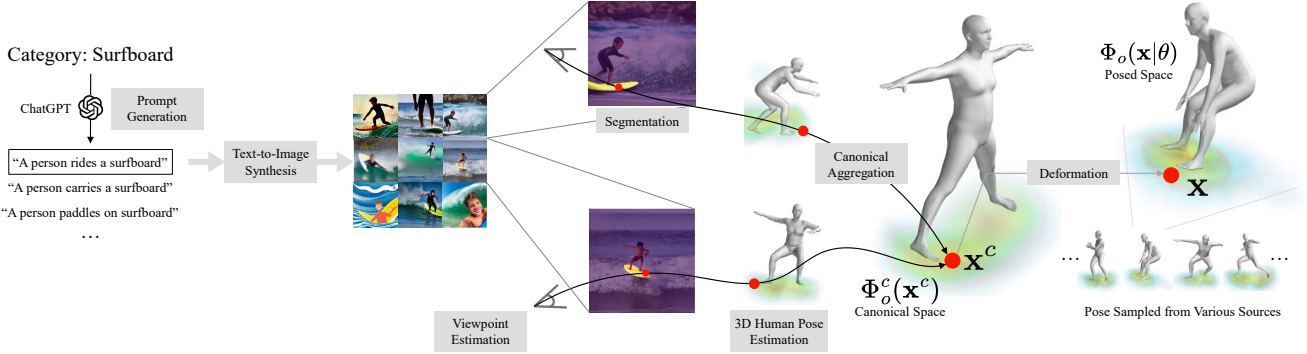 Category: Surfboard
ChatGPT
Prompt
Generation
“A person rides a surfboard”
“A person carries a surfboard”
“A person paddles on surfboard”
…
Text-to-Image
Synthesis
Segmentation
Viewpoint
Estimation
3D Human Pose
Estimation
Canonical
Aggregation
x^c
Φ_o^c(x^c)
Canonical Space
Deformation
Φ_o(x|θ)
Posed Space
x
… …
Pose Sampled from Various Sources